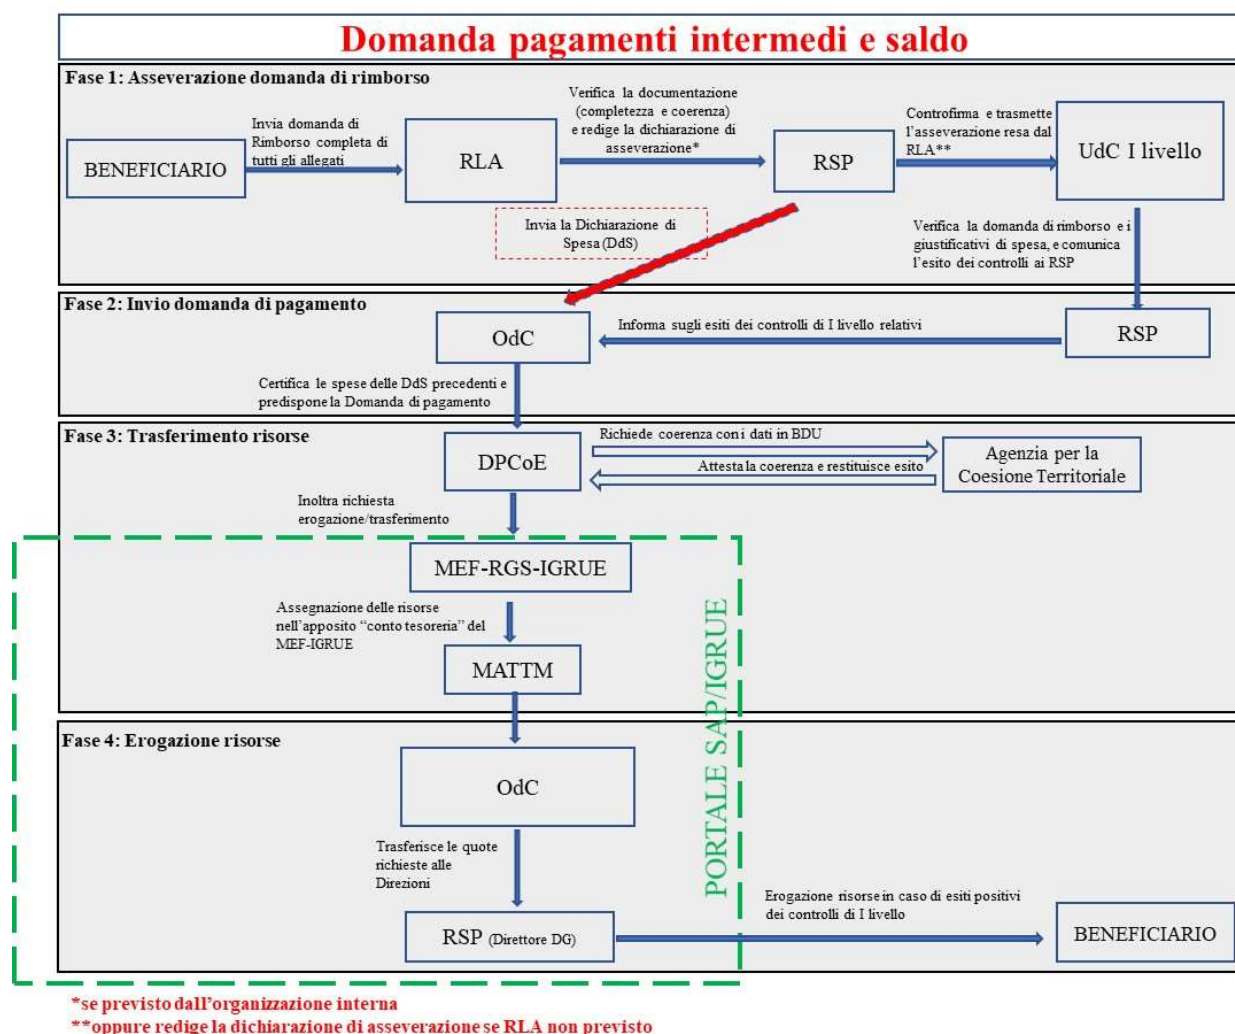 Domanda pagamenti intermedi e saldo
Fase 1: Asseverazione domanda di rimborso
BENEFICIARIO
Invia domanda di
Rimborso completa di
tutti gli allegati
RLA
Verifica la documentazione
(completezza e coerenza)
e redige la dichiarazione di
asseverazione*
RSP
Controfirma e trasmette
l’asseverazione resa dal
RLA**
UdC I livello
Invia la Dichiarazione di
Spesa (DdS)
Verifica la domanda di rimborso e i
giustificativi di spesa, e comunica
l’esito dei controlli ai RSP
Fase 2: Invio domanda di pagamento
OdC
Informa sugli esiti dei controlli di I livello relativi
RSP
Certifica le spese delle DdS precedenti e
predispone la Domanda di pagamento
Fase 3: Trasferimento risorse
DPCoE
Richiede coerenza con i dati in BDU
Attesta la coerenza e restituisce esito
Agenzia per la
Coesione Territoriale
Inoltra richiesta
erogazione/trasferimento
MEF-RGS-IGRUE
Assegnazione delle risorse
nell’apposito “conto tesoreria” del
MEF-IGRUE
MATTM
PORTALE SAP/IGRUE
Fase 4: Erogazione risorse
OdC
Trasferisce le quote
richieste alle
Direzioni
RSP (Direttore DG)
Erogazione risorse in caso di esiti positivi
dei controlli di I livello
BENEFICIARIO
*se previsto dall’organizzazione interna
**oppure redige la dichiarazione di asseverazione se RLA non previsto